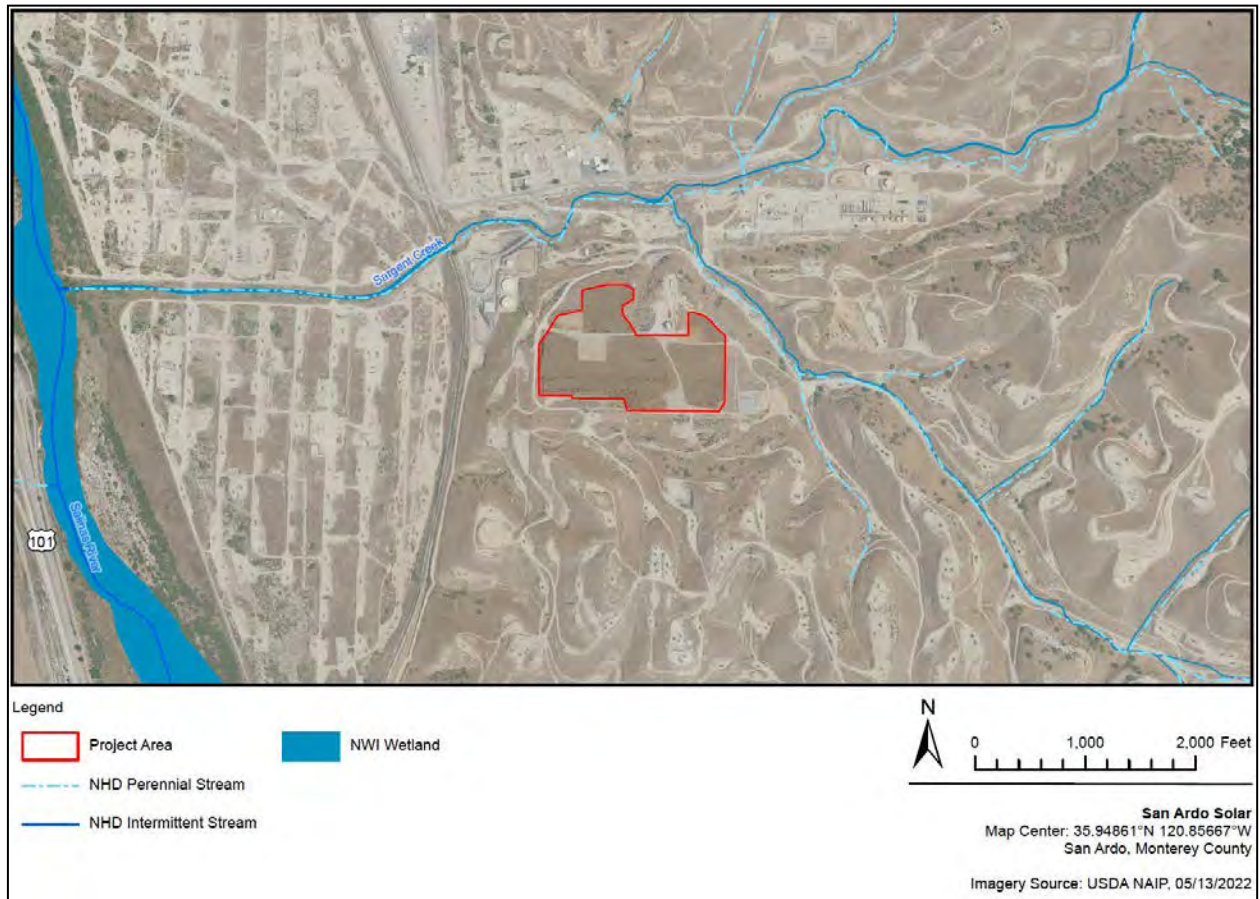 Satgent Creek
Salinas River
101
Legend
Project Area
NWI Wetland
NHD Perennial Stream
NHD Intermittent Stream
N
0 1,000 2,000 Feet
San Ardo Solar
Map Center: 35.94861°N 120.85667°W
San Ardo, Monterey County
Imagery Source: USDA NAIP, 05/13/2022